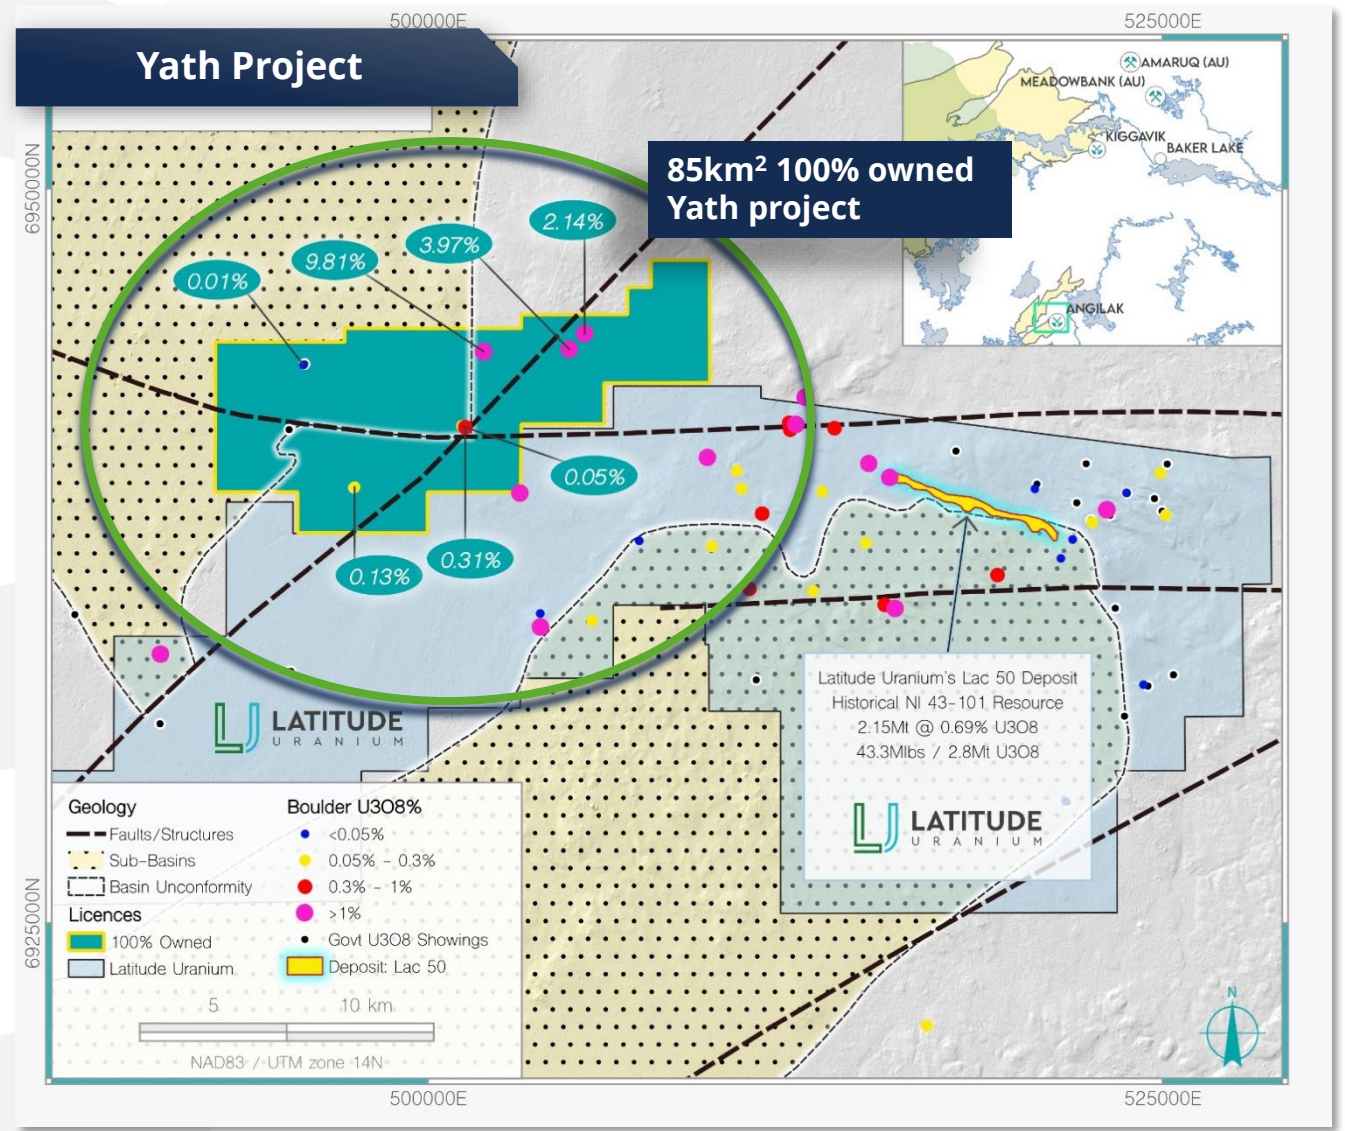 500000E
525000E
Yath Project
AMARUQ (AU)
MEADOWBANK (AU)
KIGGAVIK
BAKER LAKE
ANGILAK
85km² 100% owned
Yath project
6950000N
2.14%
3.97%
9.81%
0.01%
0.05%
0.31%
0.13%
Latitude Uranium's Lac 50 Deposit
Historical NI 43-101 Resource
2.15Mt @ 0.69% U3O8
43.3Mlbs / 2.8Mt U3O8
LATITUDE
URANIUM
LATITUDE
URANIUM
Geology
Faults/Structures
Sub-Basins
Basin Unconformity
Licences
100% Owned
Latitude Uranium
Boulder U3O8%
<0.05%
0.05% - 0.3%
0.3% - 1%
>1%
Govt U3O8 Showings
Deposit: Lac 50
5
10 km
NAD83 / UTM zone 14N
6925000N
N
500000E
525000E